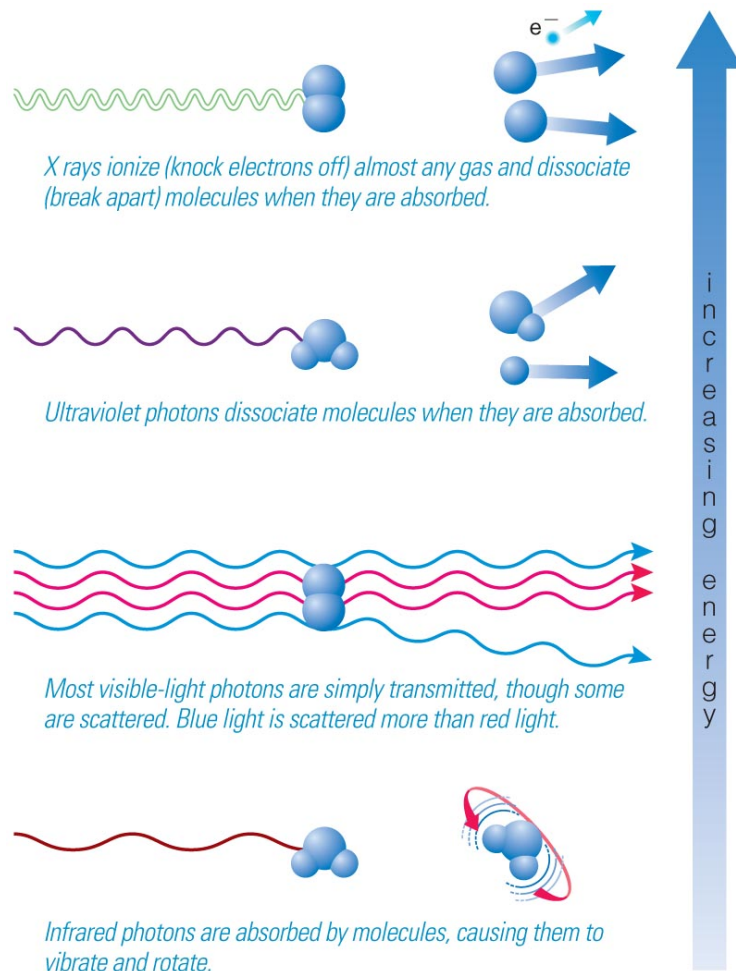 e⁻
X rays ionize (knock electrons off) almost any gas and dissociate
(break apart) molecules when they are absorbed.
Ultraviolet photons dissociate molecules when they are absorbed.
Most visible-light photons are simply transmitted, though some
are scattered. Blue light is scattered more than red light.
Infrared photons are absorbed by molecules, causing them to
vibrate and rotate.
increasing energy